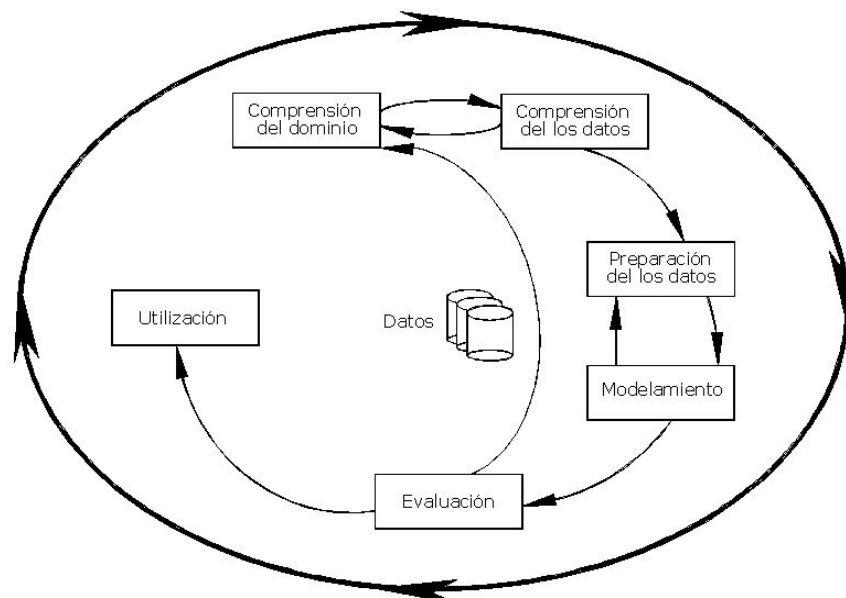 Comprensión
del dominio
Comprensión
del los datos
Preparación
del los datos
Utilización
Datos
Modelamiento
Evaluación